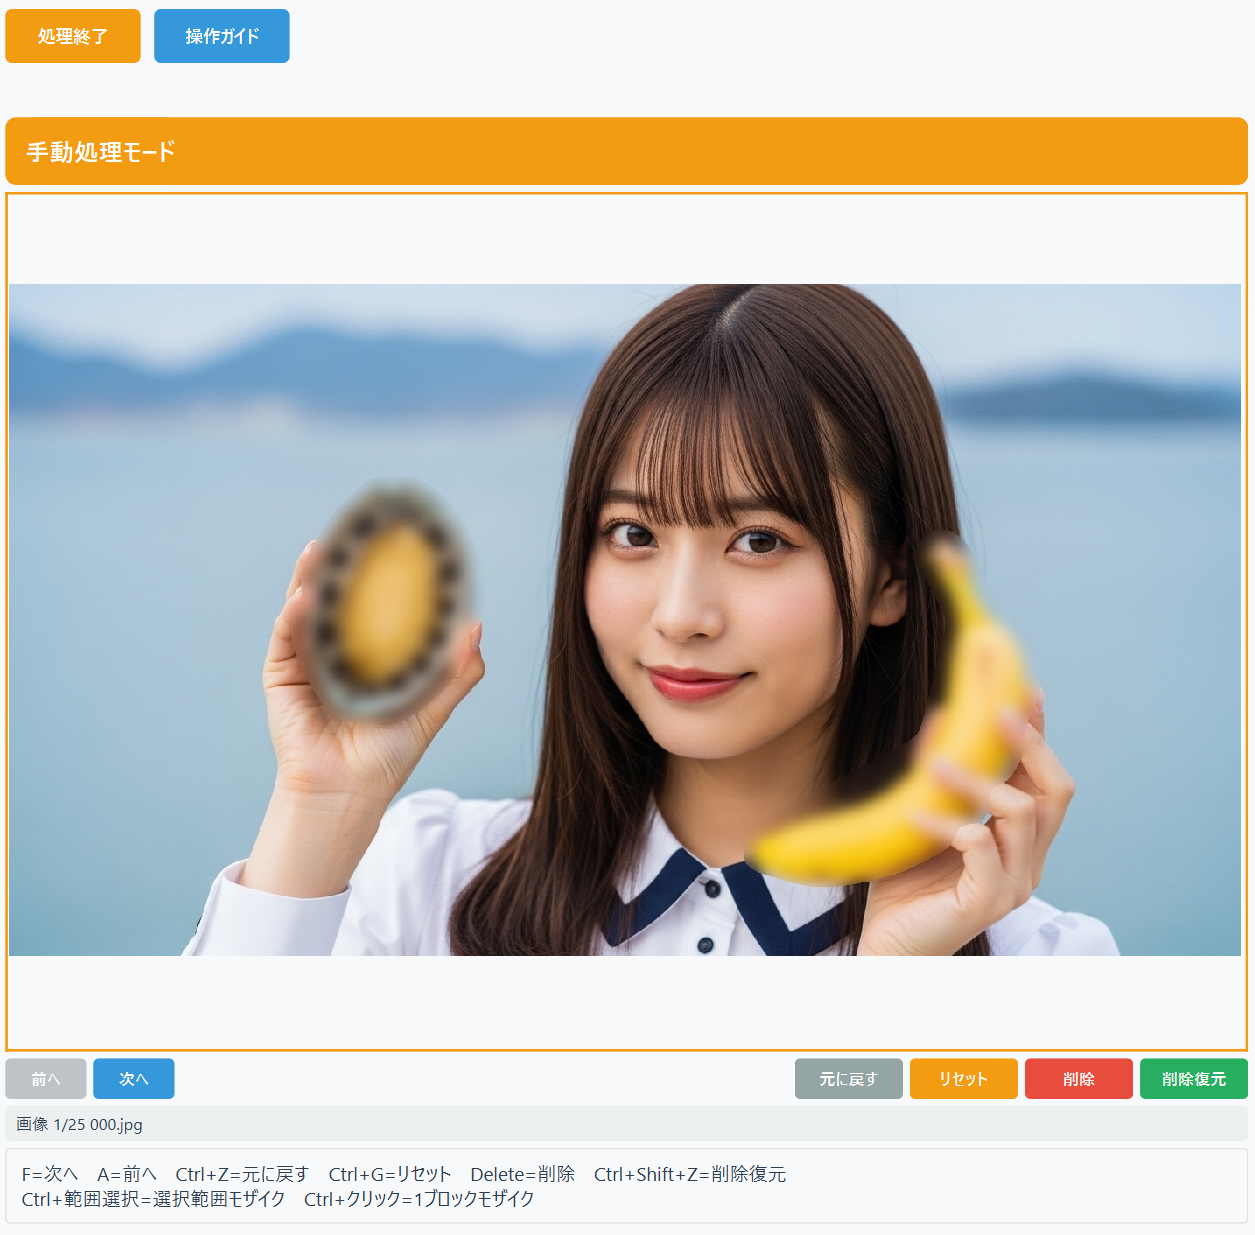 処理終了 操作ガイド
手動処理モード
前へ 次へ 元に戻す リセット 削除 削除復元
画像 1/25 000.jpg
F=次へ A=前へ Ctrl+Z=元に戻す Ctrl+G=リセット Delete=削除 Ctrl+Shift+Z=削除復元
Ctrl+範囲選択=選択範囲モザイク Ctrl+クリック=1ブロックモザイク